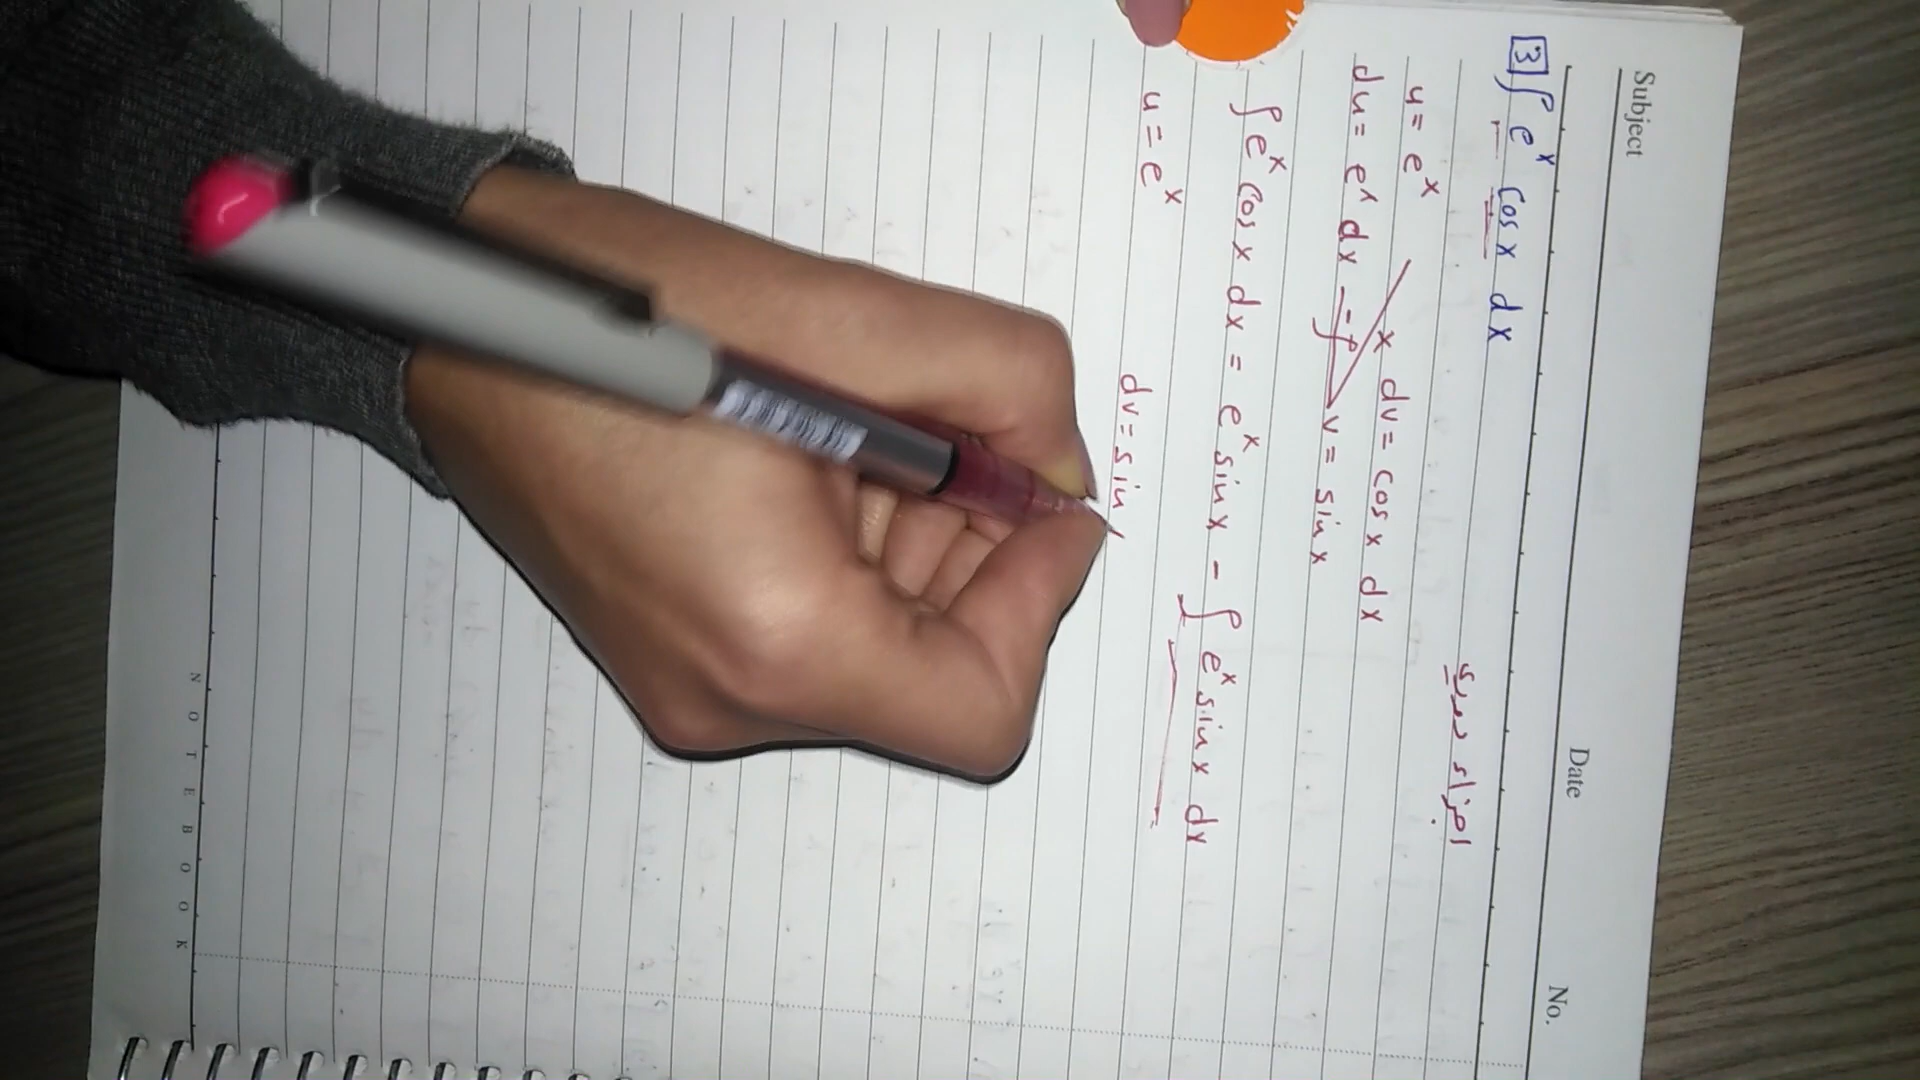 Subject Date No.
3 ∫ e^x cos x dx
اجزاء دوري
u = e^x x dv = cos x dx
du = e^x dx -∫ v = sin x
∫ e^x cos x dx = e^x sin x - ∫ e^x sin x dx
u = e^x dv = sin x
NOTEBOOK